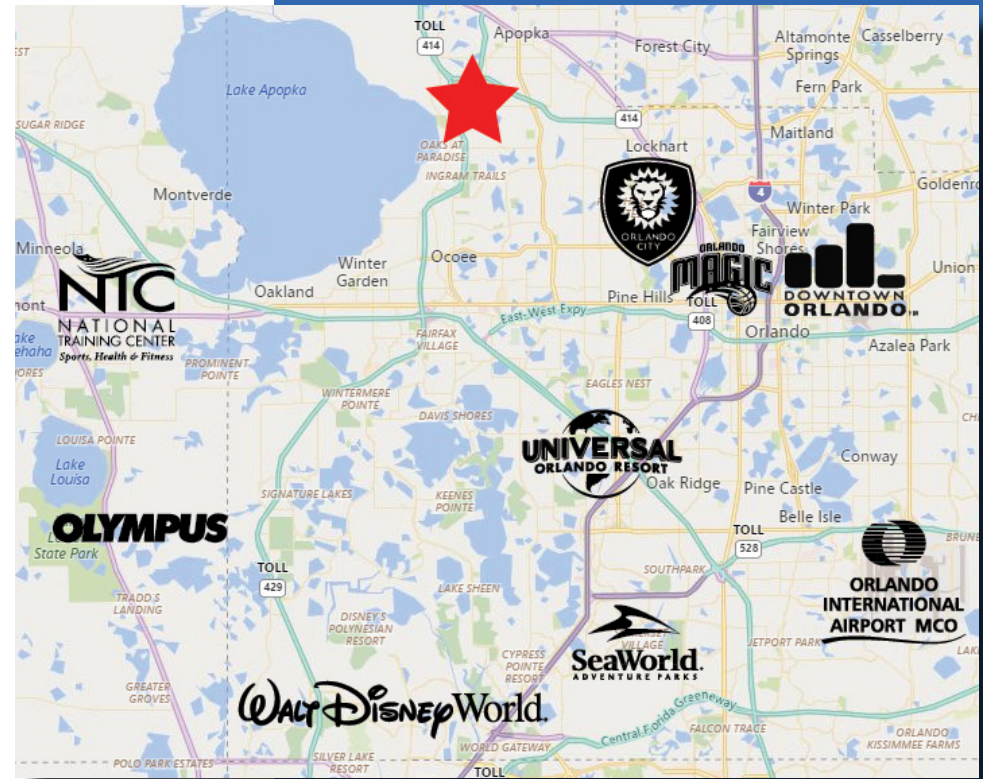 TOLL
414
Apopka
Forest City
Altamonte
Springs
Casselberry
Fern Park
Lake Apopka
SUGAR RIDGE
414
Maitland
OAKS AT
PARADISE
Lockhart
INGRAM TRAILS
Montverde
4
Winter Park
ORLANDO
CITY
Fairview
Shores
Minneola
Winter
Garden
Ocoee
ORLANDO
MAGIC
DOWNTOWN
ORLANDO
Union
NTC
NATIONAL
TRAINING CENTER
Sports, Health & Fitness
Oakland
Pine Hills
TOLL
408
East-West Expy
Orlando
Azalea Park
FAIRFAX
VILLAGE
PROMINENT
POINTE
WINTERMERE
POINTE
EAGLES NEST
DAVIS SHORES
LOUISA POINTE
Lake
Louisa
UNIVERSAL
ORLANDO RESORT
Conway
SIGNATURE LAKES
KEENES
POINTE
Oak Ridge
Pine Castle
Belle Isle
OLYMPUS
State Park
TOLL
528
TOLL
429
SOUTHPARK
LAKE SHEEN
ORLANDO
INTERNATIONAL
AIRPORT MCO
TRADD'S
LANDING
DISNEY'S
POLYNESIAN
RESORT
VILLAGE
JETPORT PARK
CYPRESS
POINTE
RESORT
SeaWorld.
ADVENTURE PARKS
GREATER
GROVES
WALT DISNEY World.
Central Florida Greeneway
FALCON TRACE
ORLANDO
KISSIMMEE FARMS
WORLD GATEWAY
POLO PARK ESTATES
SILVER LAKE
RESORT
TOLL